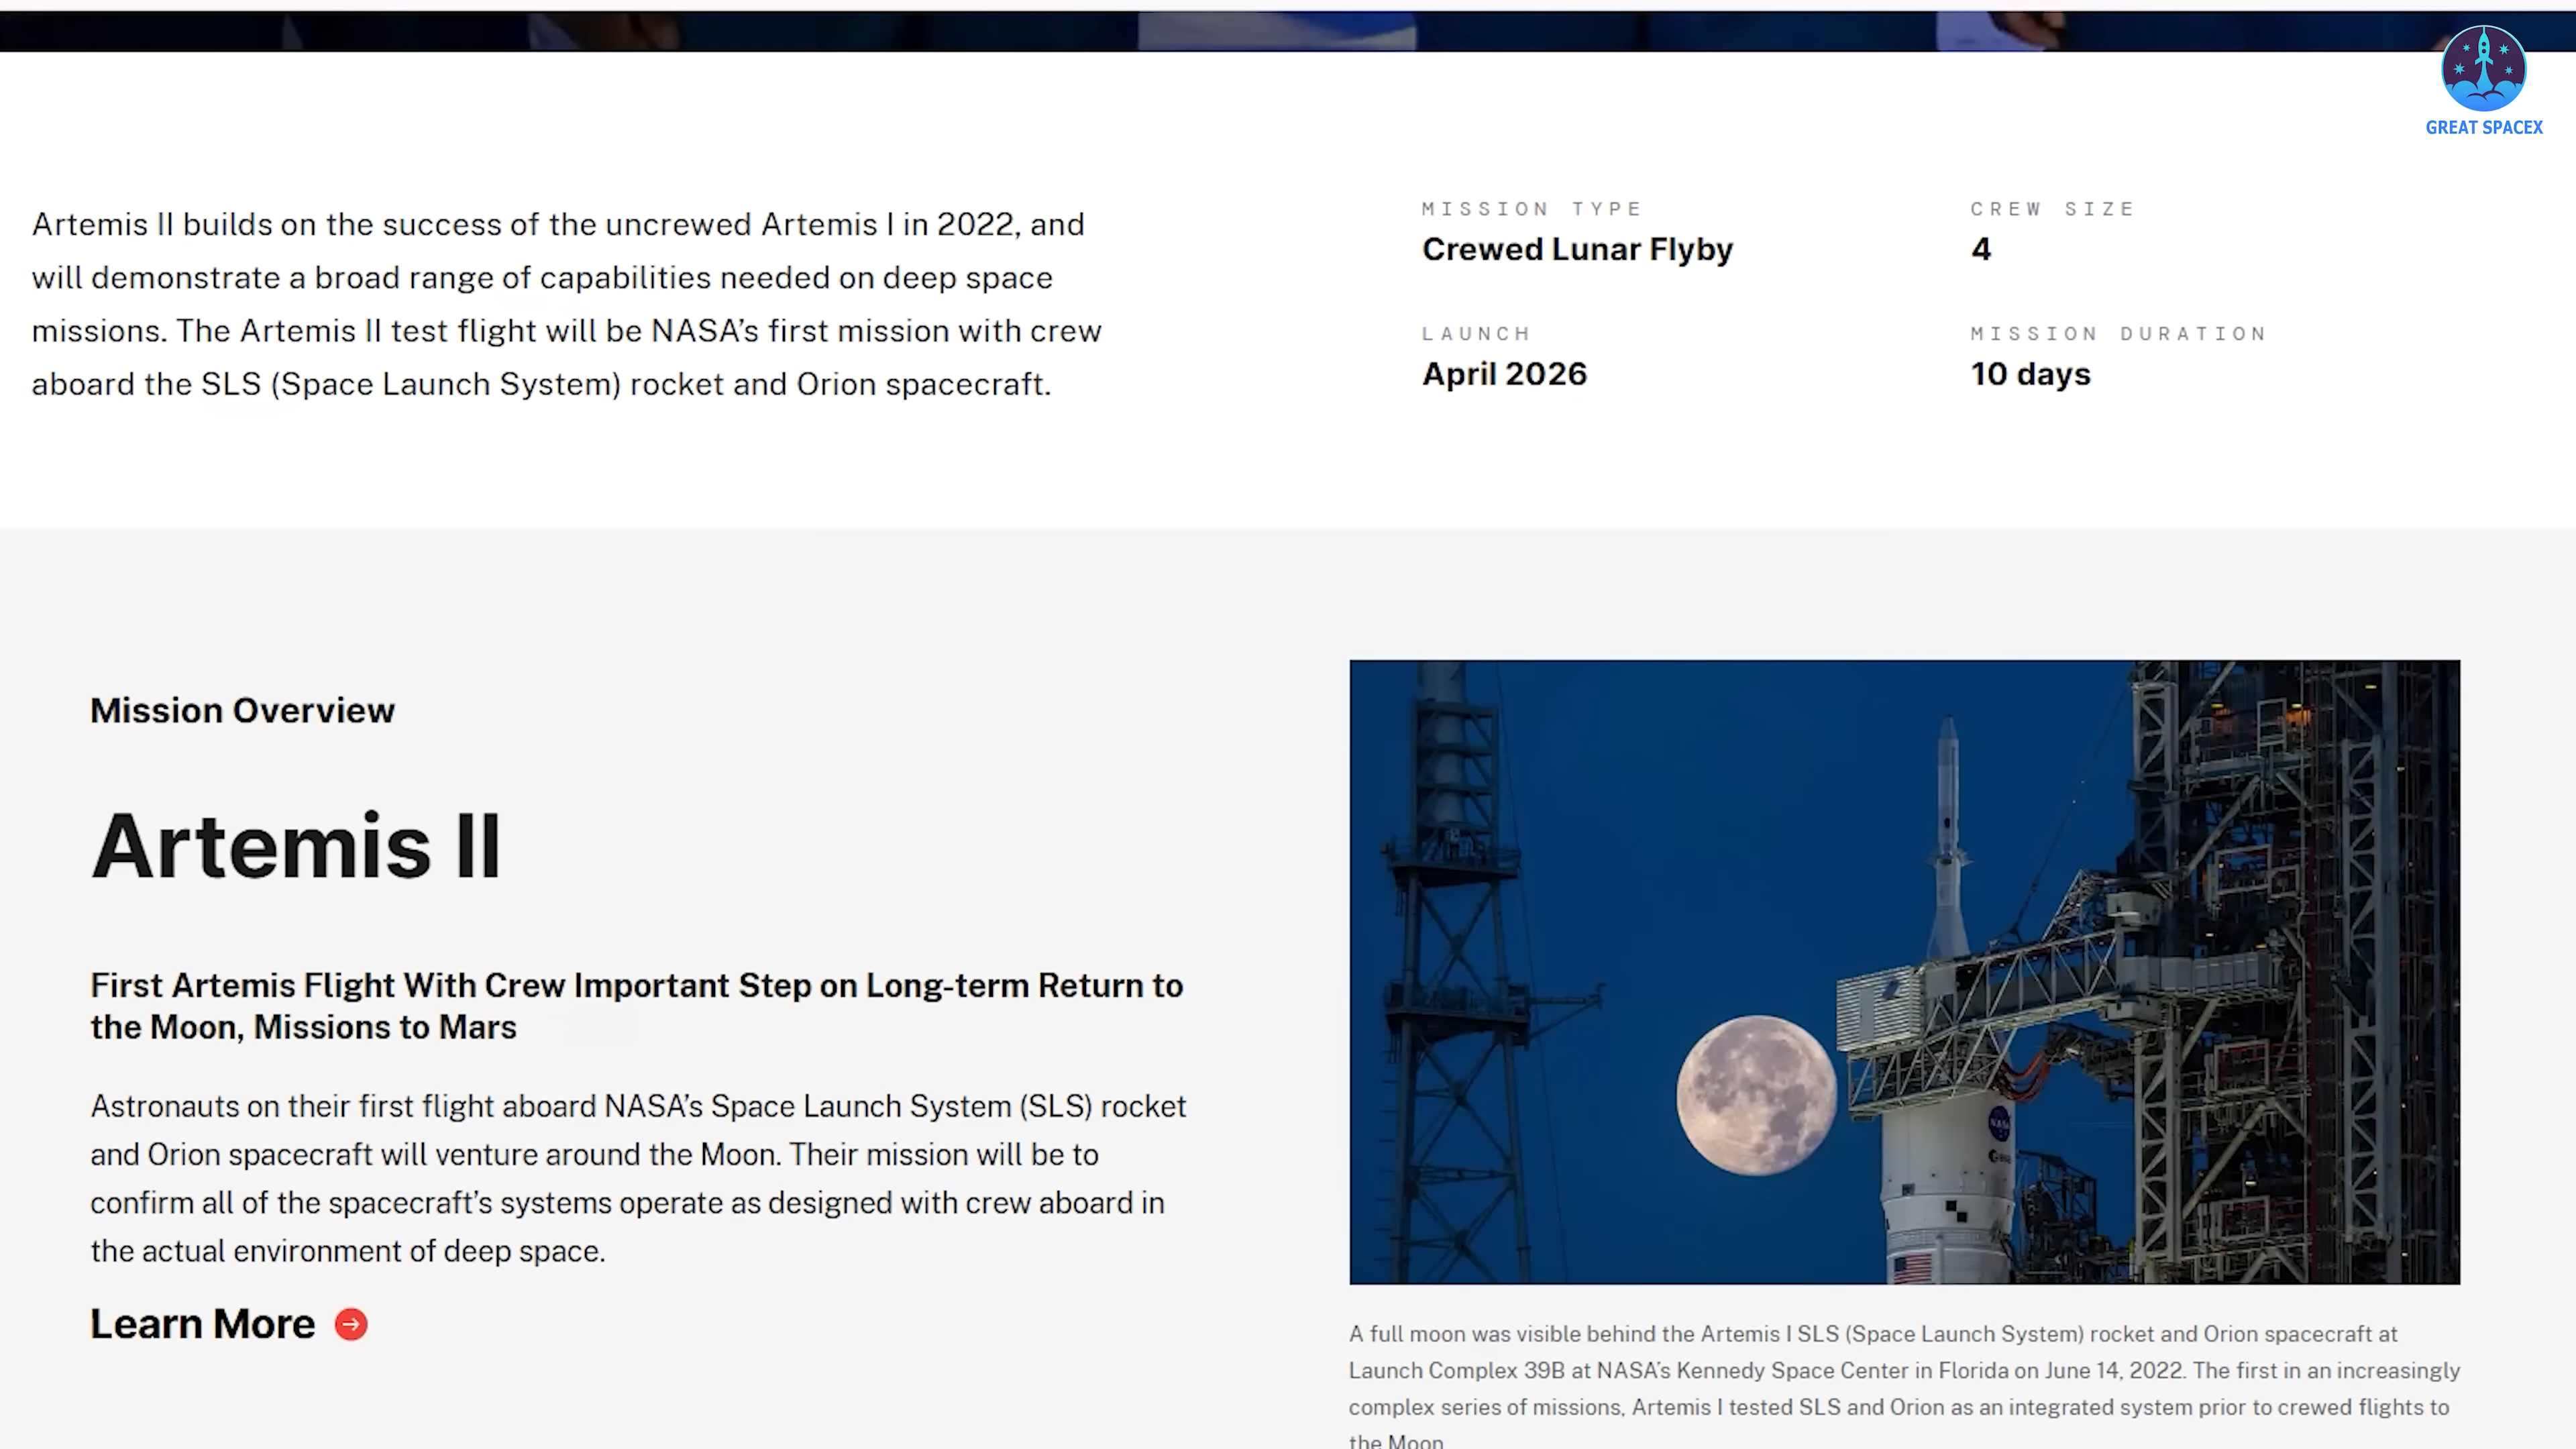 GREAT SPACEX
Artemis II builds on the success of the uncrewed Artemis I in 2022, and
will demonstrate a broad range of capabilities needed on deep space
missions. The Artemis II test flight will be NASA’s first mission with crew
aboard the SLS (Space Launch System) rocket and Orion spacecraft.
MISSION TYPE
Crewed Lunar Flyby
CREW SIZE
4
LAUNCH
April 2026
MISSION DURATION
10 days
Mission Overview
Artemis II
First Artemis Flight With Crew Important Step on Long-term Return to
the Moon, Missions to Mars
Astronauts on their first flight aboard NASA’s Space Launch System (SLS) rocket
and Orion spacecraft will venture around the Moon. Their mission will be to
confirm all of the spacecraft’s systems operate as designed with crew aboard in
the actual environment of deep space.
Learn More
NASA
esa
A full moon was visible behind the Artemis I SLS (Space Launch System) rocket and Orion spacecraft at
Launch Complex 39B at NASA’s Kennedy Space Center in Florida on June 14, 2022. The first in an increasingly
complex series of missions, Artemis I tested SLS and Orion as an integrated system prior to crewed flights to
the Moon